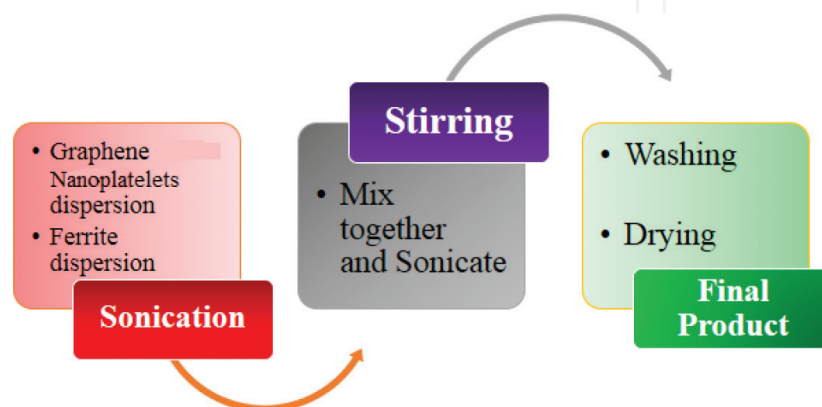 • Graphene
Nanoplatelets
dispersion
• Ferrite
dispersion
Sonication
Stirring
• Mix
together
and Sonicate
• Washing
• Drying
Final
Product